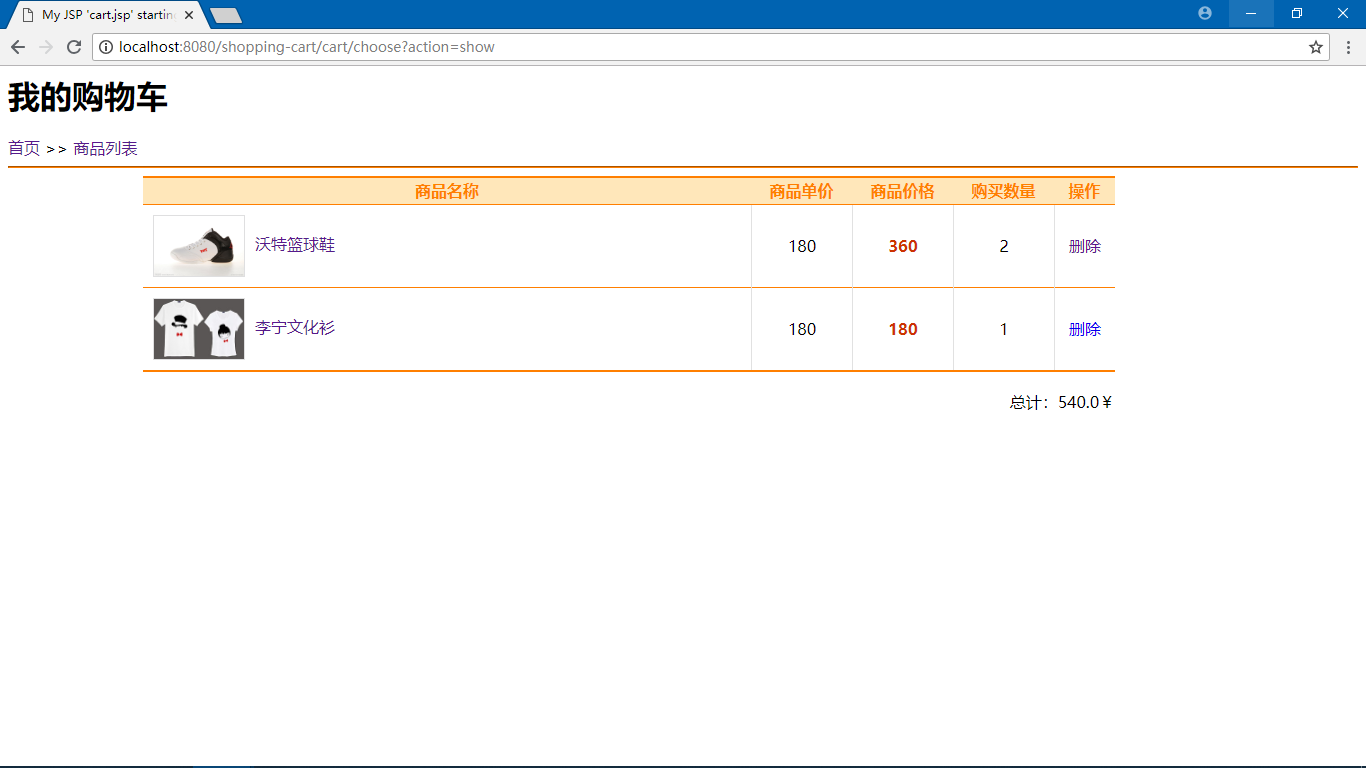 My JSP 'cart.jsp' startin
localhost:8080/shopping-cart/cart/choose?action=show
我的购物车
首页 >> 商品列表
商品名称 商品单价 商品价格 购买数量 操作
沃特篮球鞋 180 360 2 删除
李宁文化衫 180 180 1 删除
总计：540.0￥